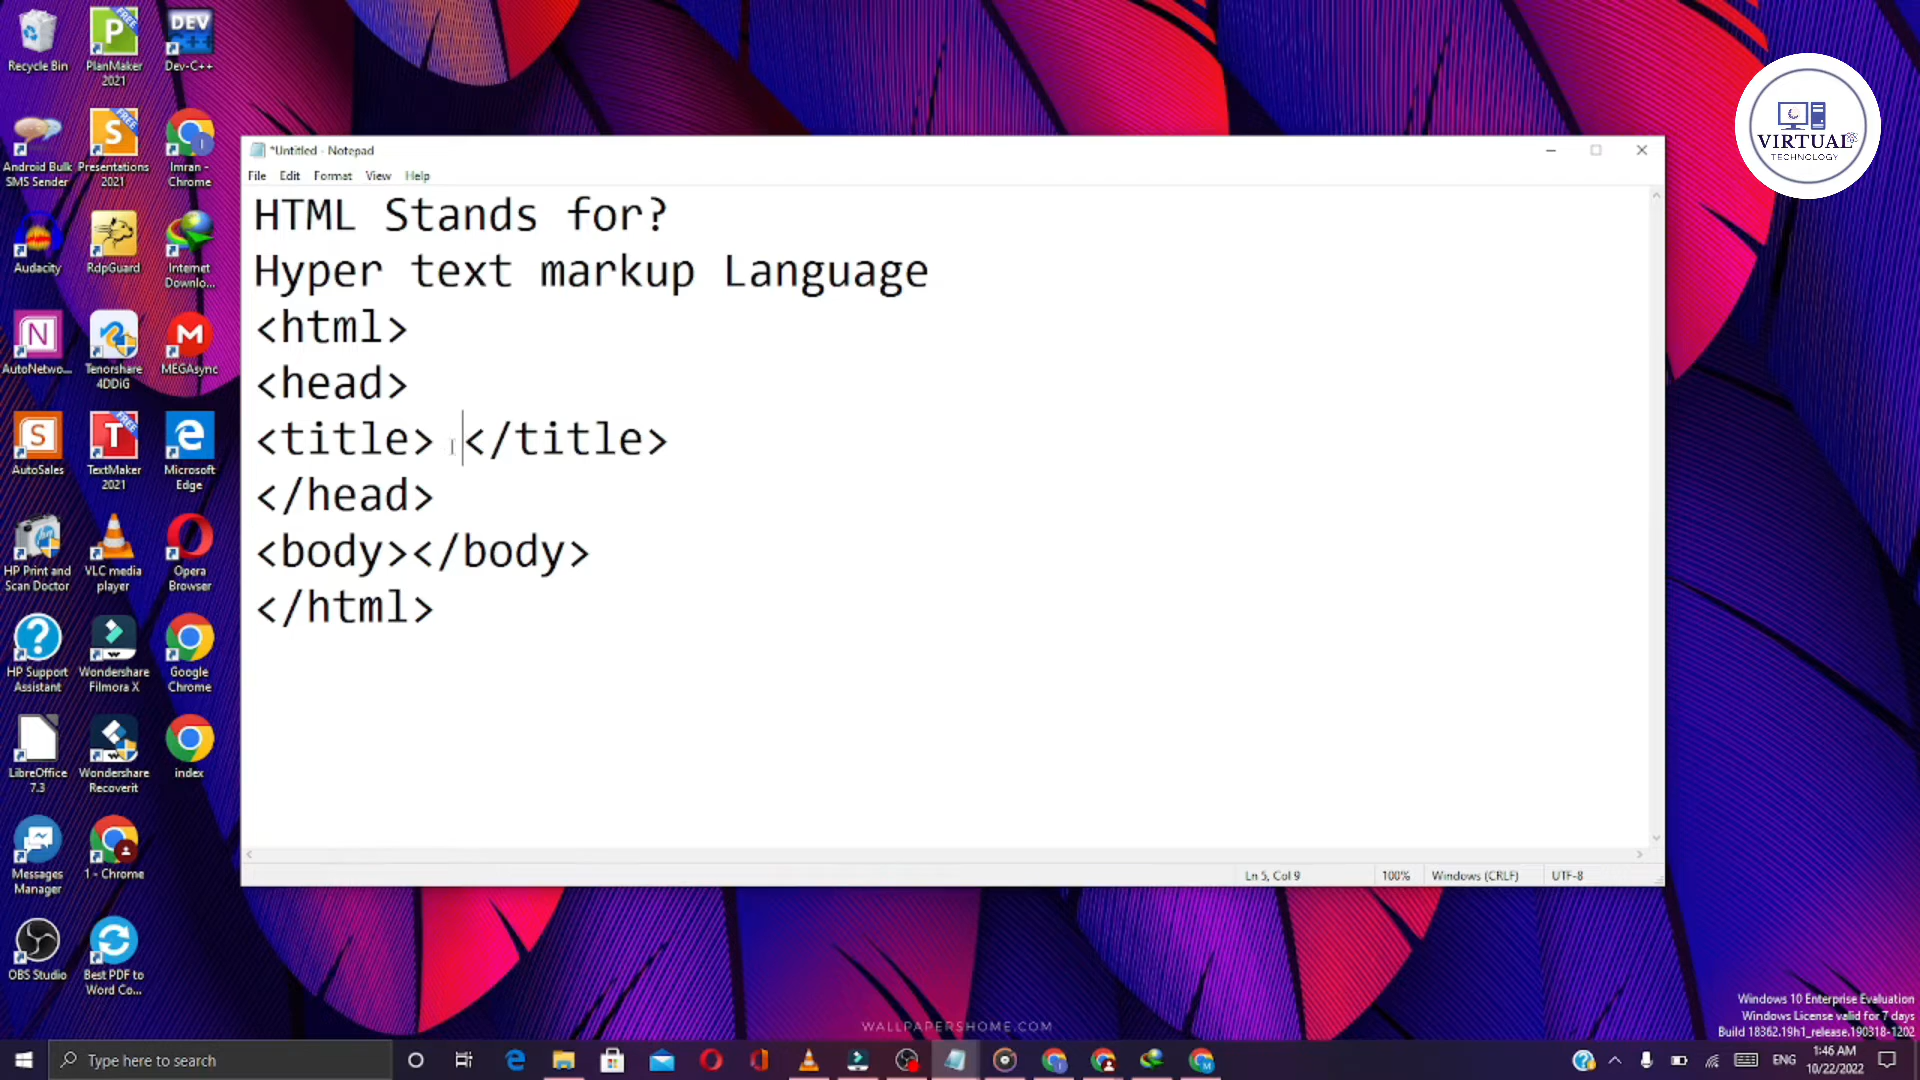 Recycle Bin
PlanMaker 2021
Dev-C++
Android Bulk SMS Sender
Presentations 2021
Imran - Chrome
Audacity
RdpGuard
Internet Downlo...
AutoNetwo...
Tenorshare 4DDiG
MEGAsync
AutoSales
TextMaker 2021
Microsoft Edge
HP Print and Scan Doctor
VLC media player
Opera Browser
HP Support Assistant
Wondershare Filmora X
Google Chrome
LibreOffice 7.3
Wondershare Recoverit
index
Messages Manager
1 - Chrome
OBS Studio
Best PDF to Word Co...
*Untitled - Notepad
File Edit Format View Help
HTML Stands for?
Hyper text markup Language
<html>
<head>
<title> </title>
</head>
<body></body>
</html>
Ln 5, Col 9 100% Windows (CRLF) UTF-8
VIRTUAL
TECHNOLOGY
WALLPAPERSHOME.COM
Windows 10 Enterprise Evaluation
Windows License valid for 7 days
Build 18362.19h1_release.190318-1202
Type here to search
ENG
1:46 AM
10/22/2022